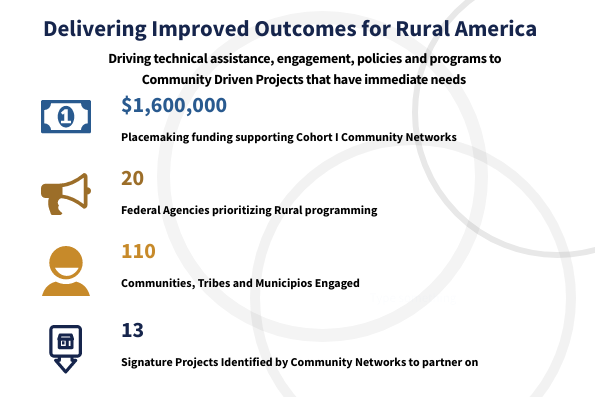 Delivering Improved Outcomes for Rural America
Driving technical assistance, engagement, policies and programs to
Community Driven Projects that have immediate needs
1
$1,600,000
Placemaking funding supporting Cohort I Community Networks
20
Federal Agencies prioritizing Rural programming
110
Communities, Tribes and Municipios Engaged
13
Signature Projects Identified by Community Networks to partner on